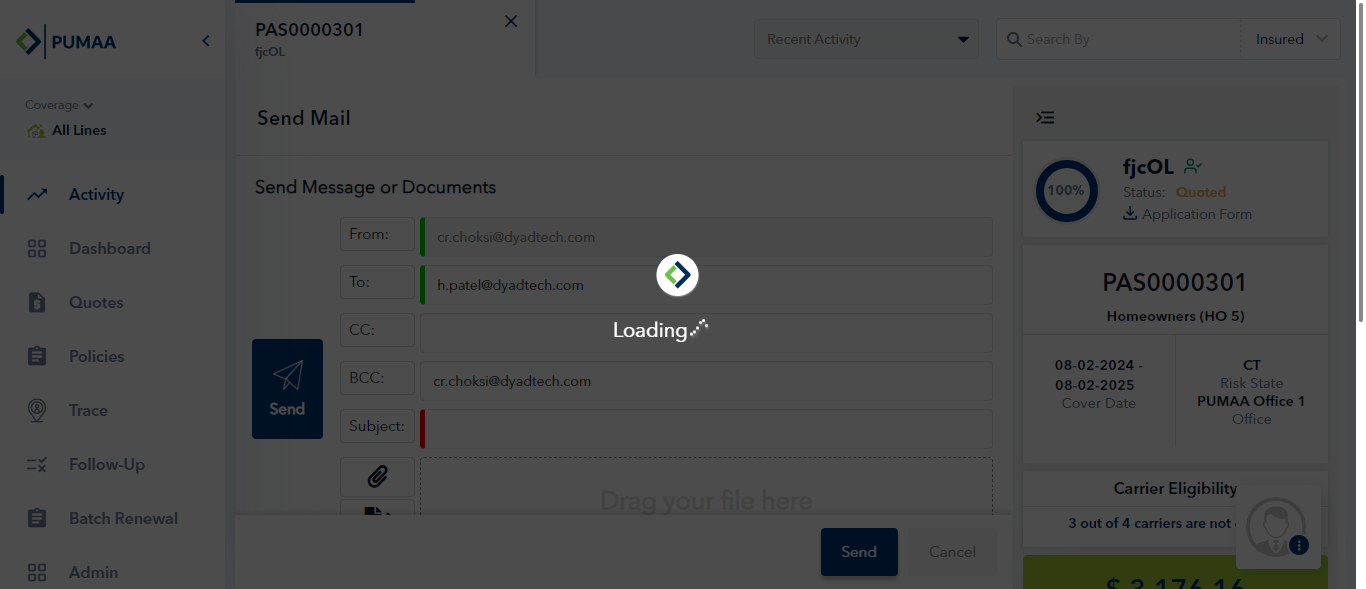 PUMAA
Coverage
All Lines
Activity
Dashboard
Quotes
Policies
Trace
Follow-Up
Batch Renewal
Admin
PAS0000301
fjcOL
Recent Activity
Search By
Insured
Send Mail
Send Message or Documents
Send
From:
cr.choksi@dyadtech.com
To:
h.patel@dyadtech.com
CC:
BCC:
cr.choksi@dyadtech.com
Subject:
Drag your file here
Loading
Send
Cancel
100%
fjcOL
Status: Quoted
Application Form
PAS0000301
Homeowners (HO 5)
08-02-2024 -
08-02-2025
Cover Date
CT
Risk State
PUMAA Office 1
Office
Carrier Eligibility
3 out of 4 carriers are not
$ 3,176.16